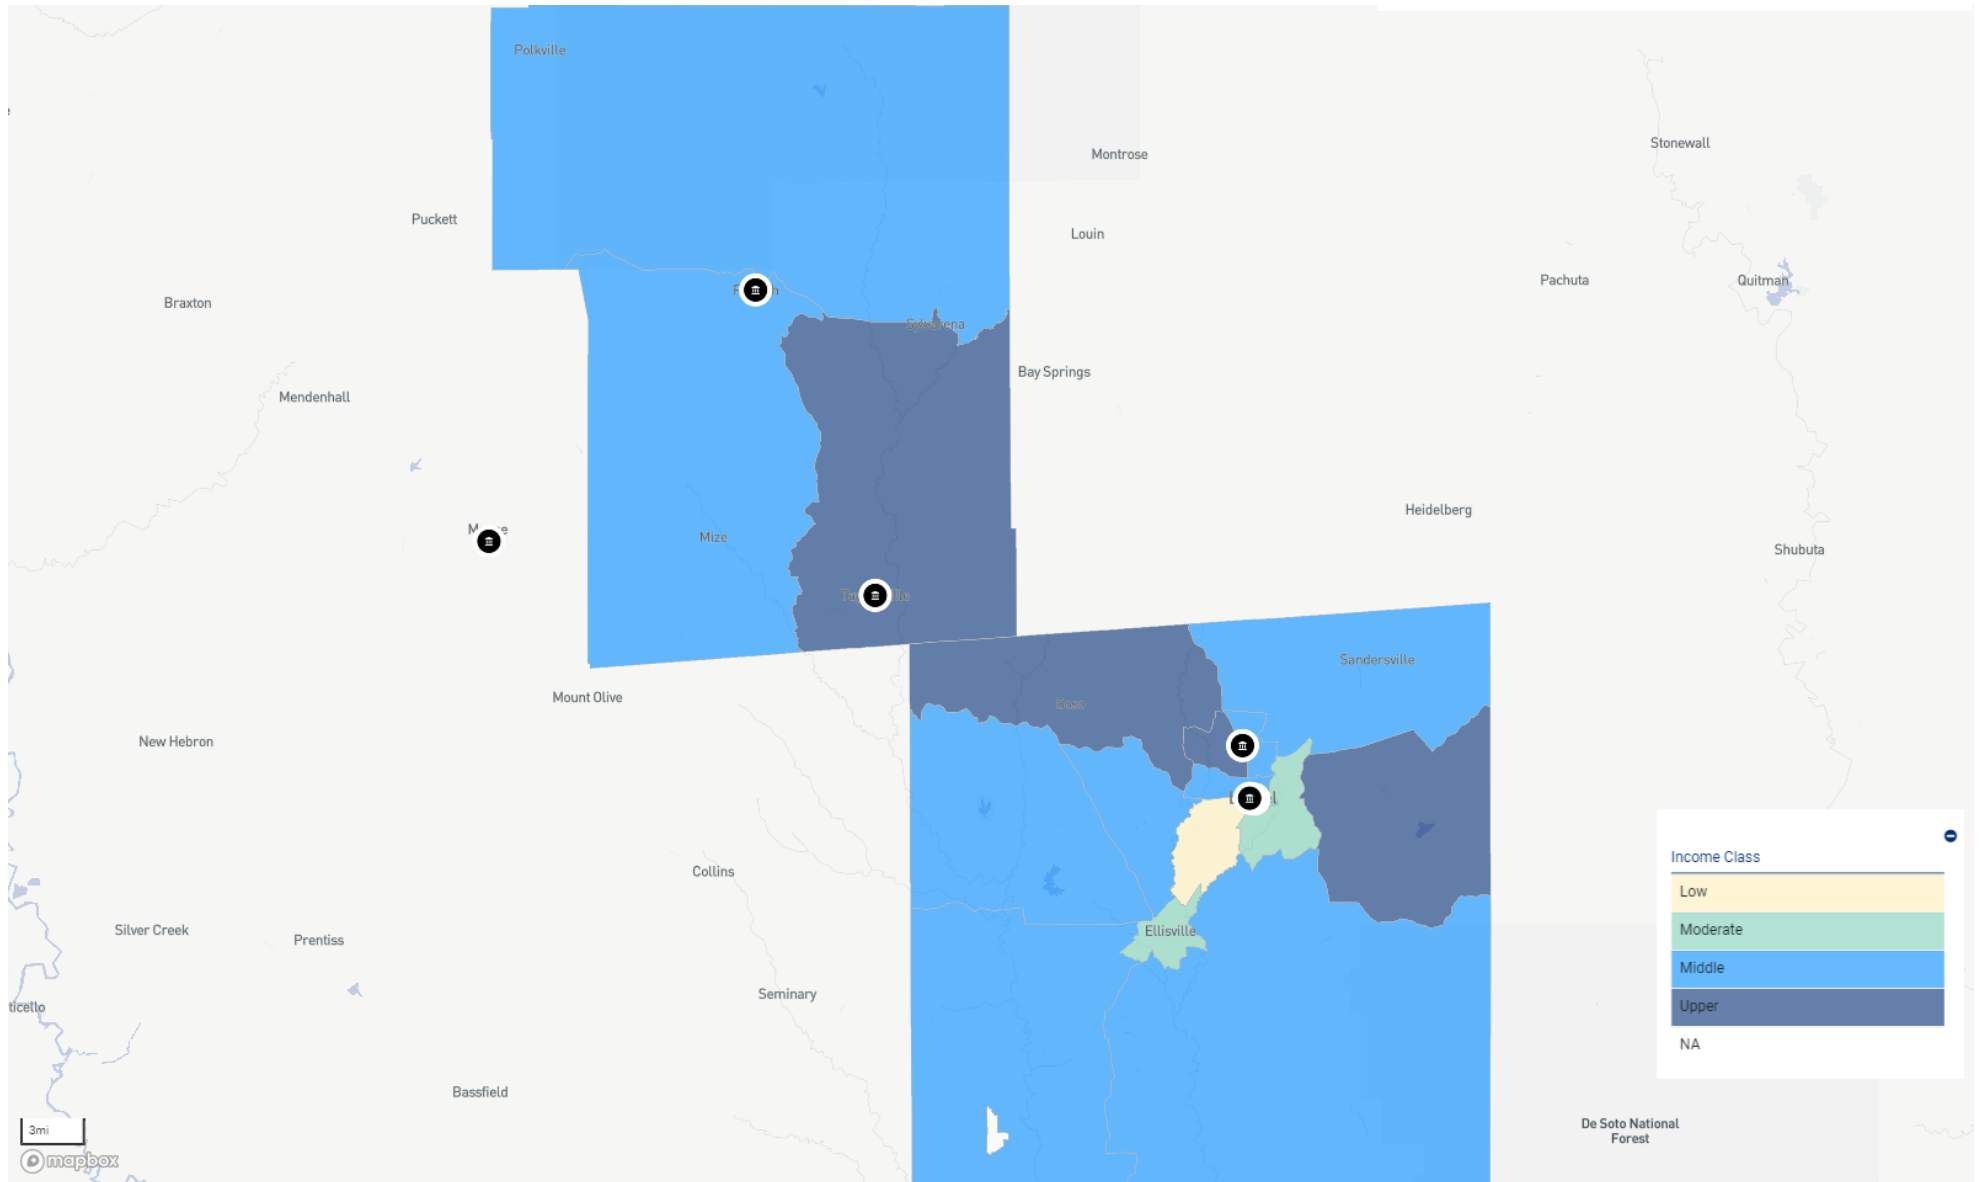 Polkville
Stonewall
Montrose
Puckett
Louin
Pachuta
Quitman
Braxton
Sylvarena
Bay Springs
Mendenhall
Heidelberg
Mize
Shubuta
Sandersville
Mount Olive
Soso
New Hebron
Income Class
Collins
Low
Silver Creek
Prentiss
Ellisville
Moderate
Middle
Seminary
ticello
Upper
NA
Bassfield
De Soto National
Forest
3mi
mapbox